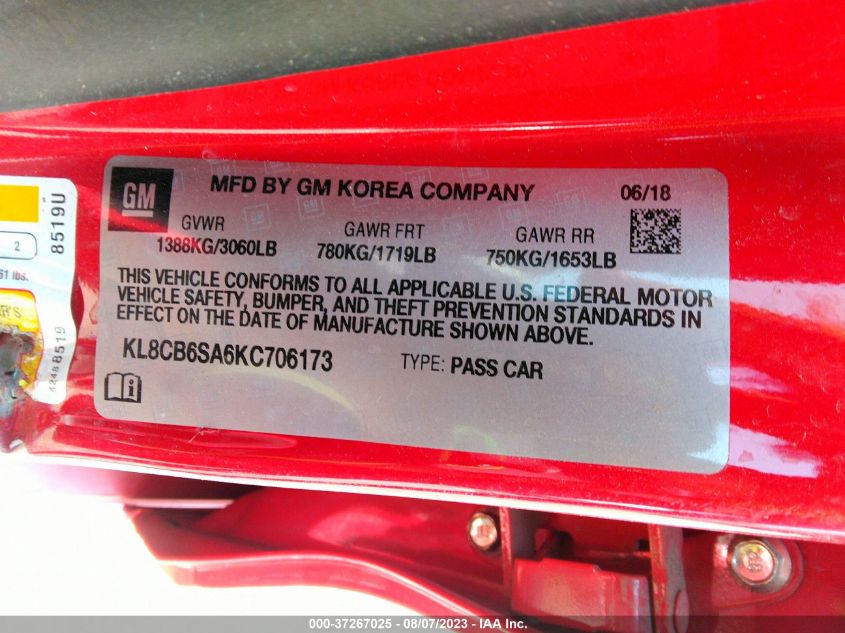 GM
MFD BY GM KOREA COMPANY
06/18
GVWR
1388KG/3060LB
GAWR FRT
780KG/1719LB
GAWR RR
750KG/1653LB
THIS VEHICLE CONFORMS TO ALL APPLICABLE U.S. FEDERAL MOTOR
VEHICLE SAFETY, BUMPER, AND THEFT PREVENTION STANDARDS IN
EFFECT ON THE DATE OF MANUFACTURE SHOWN ABOVE.
KL8CB6SA6KC706173
TYPE: PASS CAR
8519U
2
lbs.
42488519
000-37267025 - 08/07/2023 - IAA Inc.